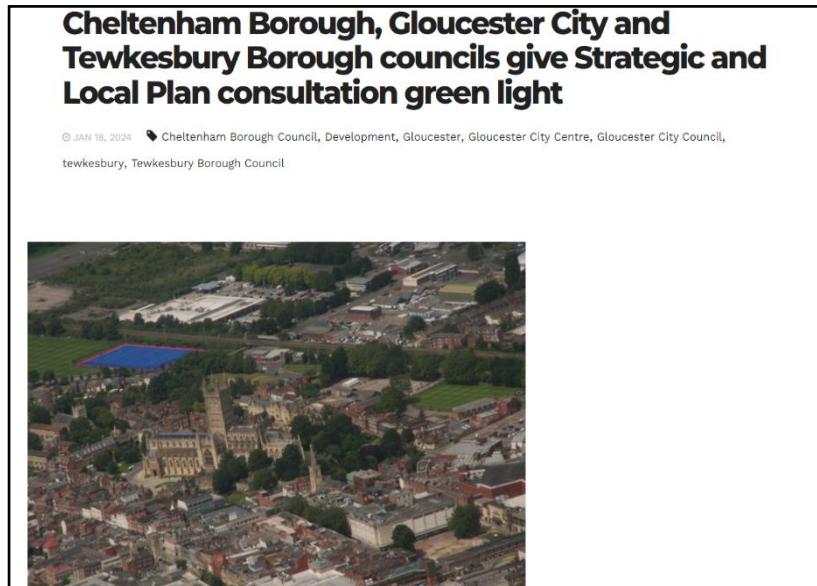 Cheltenham Borough, Gloucester City and
Tewkesbury Borough councils give Strategic and
Local Plan consultation green light
JAN 18, 2024 Cheltenham Borough Council, Development, Gloucester, Gloucester City Centre, Gloucester City Council,
tewkesbury, Tewkesbury Borough Council